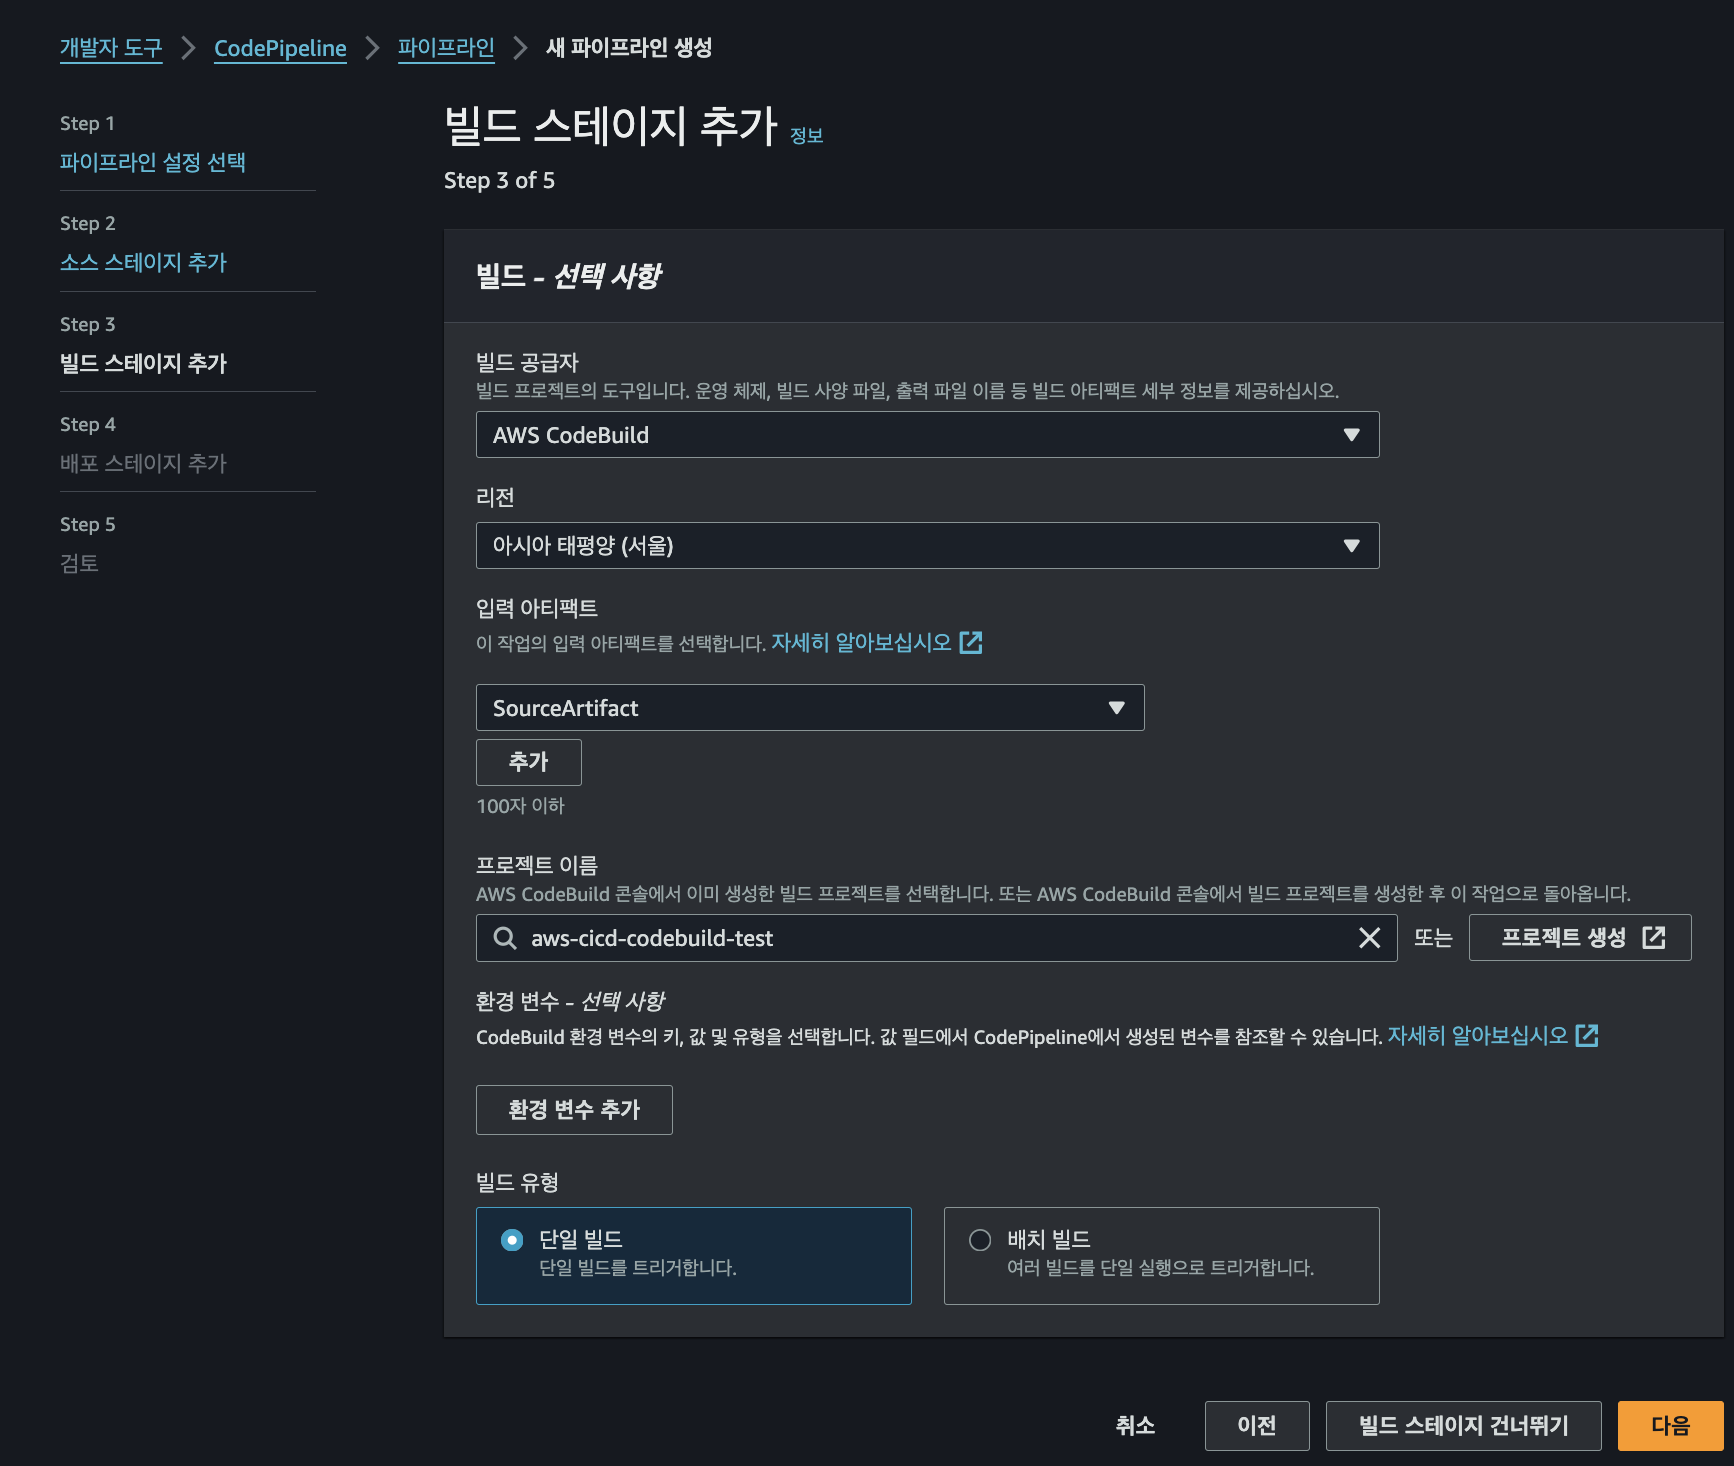 개발자 도구 > CodePipeline > 파이프라인 > 새 파이프라인 생성
Step 1
파이프라인 설정 선택
Step 2
소스 스테이지 추가
Step 3
빌드 스테이지 추가
Step 4
배포 스테이지 추가
Step 5
검토
빌드 스테이지 추가 정보
Step 3 of 5
빌드 - 선택 사항
빌드 공급자
빌드 프로젝트의 도구입니다. 운영 체제, 빌드 사양 파일, 출력 파일 이름 등 빌드 아티팩트 세부 정보를 제공하십시오.
AWS CodeBuild
리전
아시아 태평양 (서울)
입력 아티팩트
이 작업의 입력 아티팩트를 선택합니다. 자세히 알아보십시오
SourceArtifact
추가
100자 이하
프로젝트 이름
AWS CodeBuild 콘솔에서 이미 생성한 빌드 프로젝트를 선택합니다. 또는 AWS CodeBuild 콘솔에서 빌드 프로젝트를 생성한 후 이 작업으로 돌아옵니다.
aws-cicd-codebuild-test 또는 프로젝트 생성
환경 변수 - 선택 사항
CodeBuild 환경 변수의 키, 값 및 유형을 선택합니다. 값 필드에서 CodePipeline에서 생성된 변수를 참조할 수 있습니다. 자세히 알아보십시오
환경 변수 추가
빌드 유형
단일 빌드
단일 빌드를 트리거합니다.
배치 빌드
여러 빌드를 단일 실행으로 트리거합니다.
취소 이전 빌드 스테이지 건너뛰기 다음